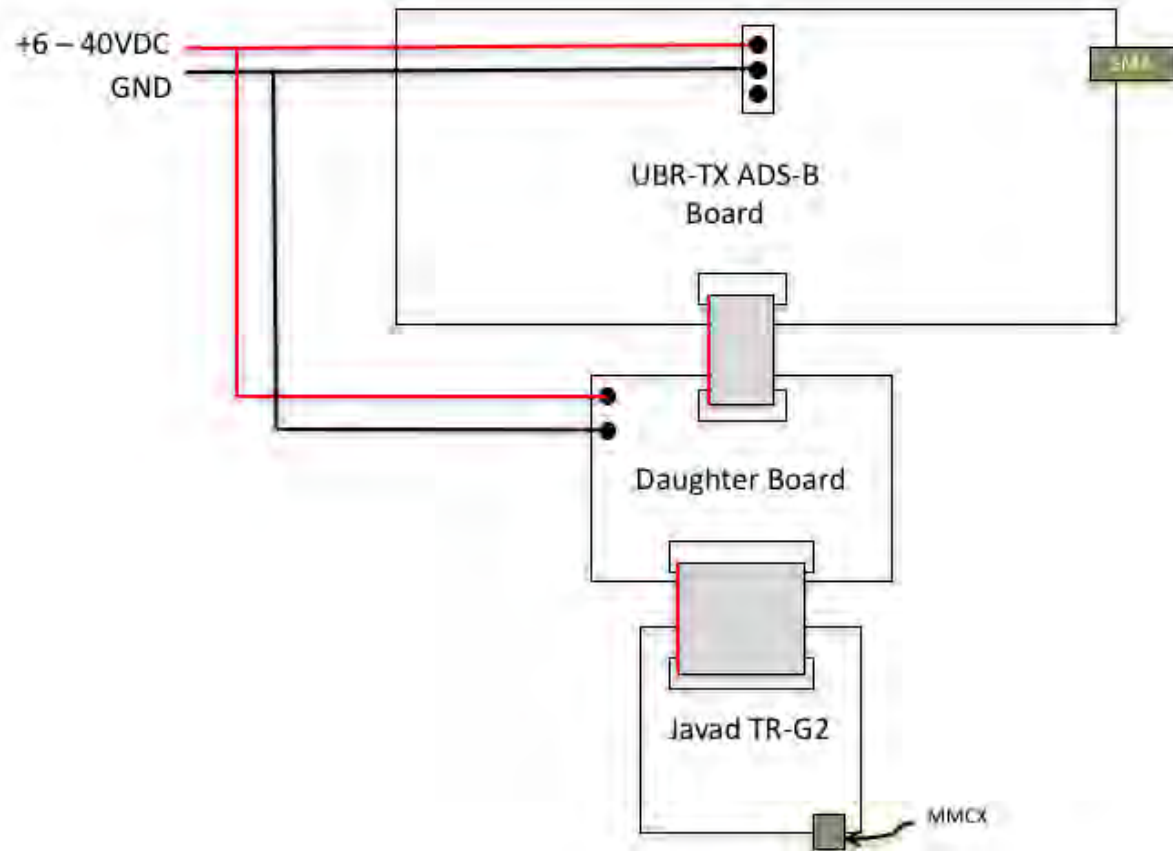 +6 – 40VDC
GND
SMA
UBR-TX ADS-B
Board
Daughter Board
Javad TR-G2
MMCX